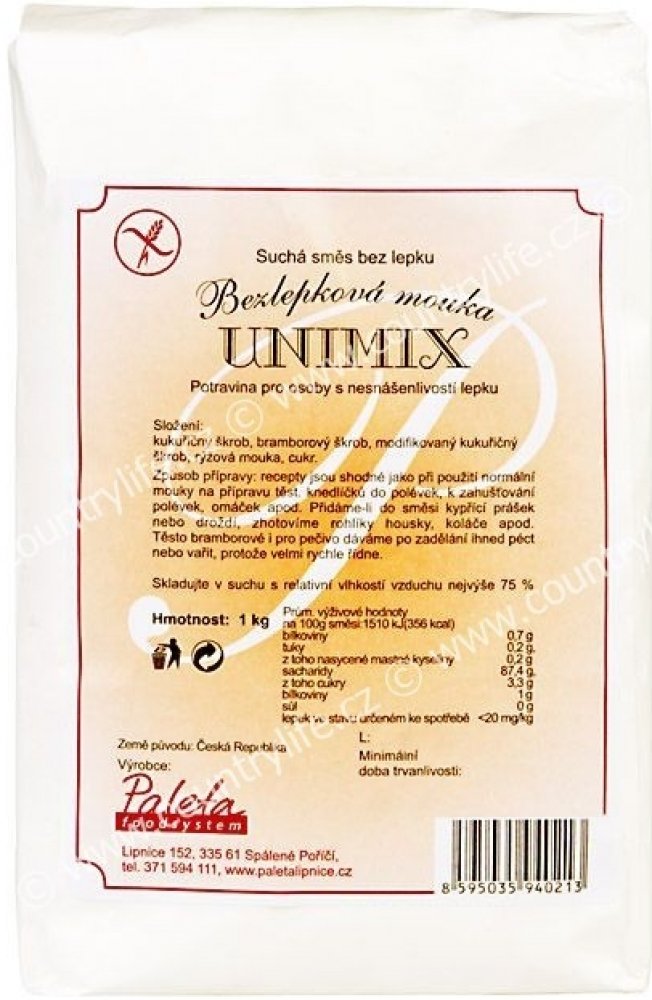 Suchá směs bez lepku
Bezlepková mouka
UNIMIX
Potravina pro osoby s nesnášenlivostí lepku
Složení:
kukuřičný škrob, bramborový škrob, modifikovaný kukuřičný
škrob, rýžová mouka, cukr.
Způsob přípravy: recepty jsou shodné jako při použití normální
mouky na přípravu těst, knedlíčků do polévek, k zahušťování
polévek, omáček apod. Přidáme-li do směsi kypřící prášek
nebo droždí, zhotovíme rohlíky housky, koláče apod.
Těsto bramborové i pro pečivo dáváme po zadělání ihned péct
nebo vařit, protože velmi rychle řídne.
Skladujte v suchu s relativní vlhkostí vzduchu nejvýše 75 %
Hmotnost: 1 kg
Prům. výživové hodnoty
na 100g směsi:1510 kJ(356 kcal)
bílkoviny 0,7 g
tuky 0,2 g.
z toho nasycené mastné kyseliny 0,2 g
sacharidy 87,4 g.
z toho cukry 3,3 g
bílkoviny 1 g
sůl 0 g
lepek ve stavu určeném ke spotřebě <20 mg/kg
Země původu: Česká Republika
Výrobce:
Paleta
foodsystem
Lipnice 152, 335 61 Spálené Poříčí,
tel. 371 594 111, www.paletalipnice.cz
L:
Minimální
doba trvanlivosti:
8 595035 940213
© www.countrylife.cz © www.countrylife.cz